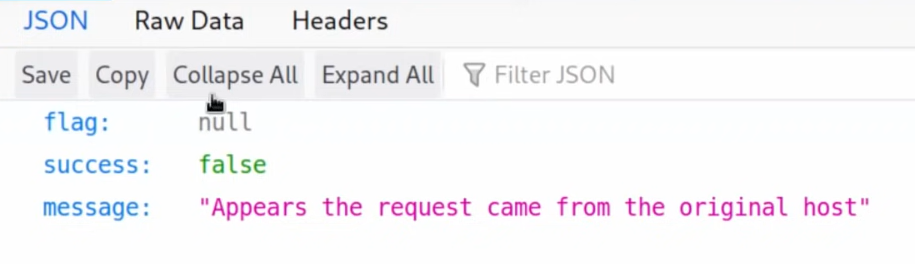 JSON Raw Data Headers
Save Copy Collapse All Expand All Filter JSON
flag: null
success: false
message: "Appears the request came from the original host"